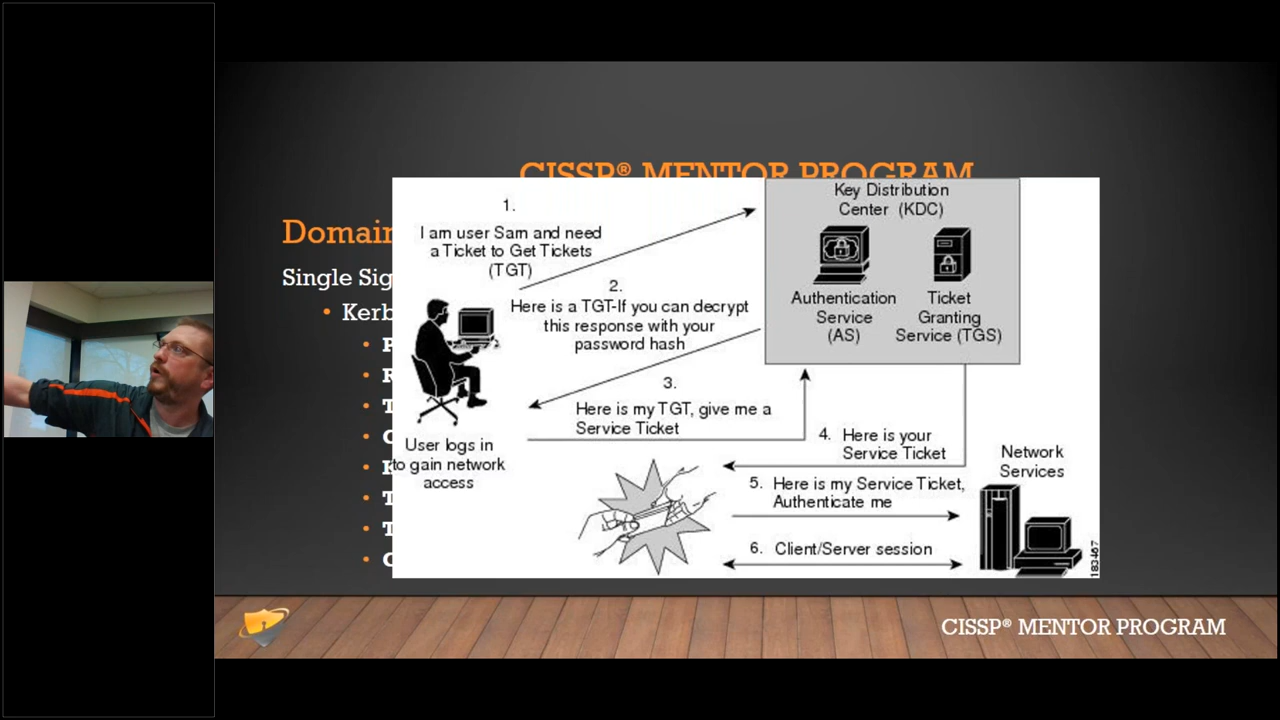 CISSP® MENTOR PROGRAM
Domain
Single Sig
Kerb
1.
I am user Sam and need
a Ticket to Get Tickets
(TGT)
2.
Here is a TGT-If you can decrypt
this response with your
password hash
3.
Here is my TGT, give me a
Service Ticket
User logs in
to gain network
access
Key Distribution
Center (KDC)
Authentication
Service
(AS)
Ticket
Granting
Service (TGS)
4. Here is your
Service Ticket
5. Here is my Service Ticket,
Authenticate me
6. Client/Server session
Network
Services
183467
CISSP® MENTOR PROGRAM